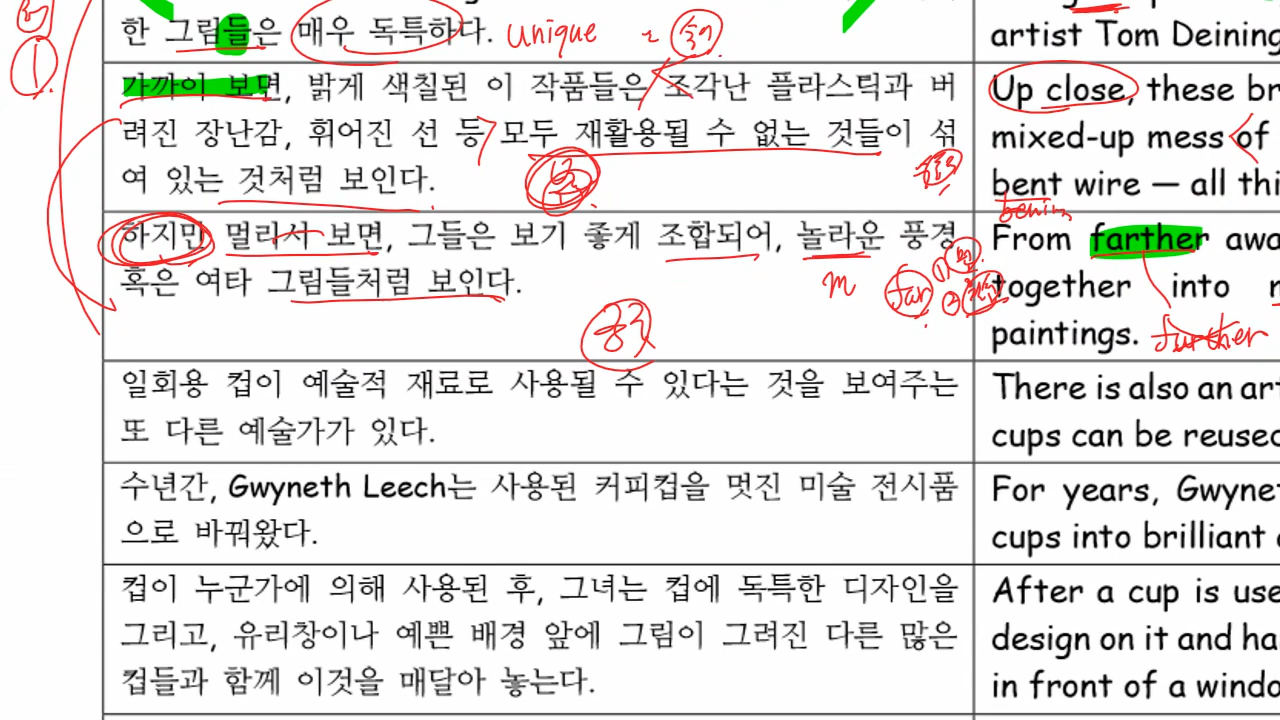 한 그림들은 매우 독특하다.
unique
artist Tom Deining
가까이 보면, 밝게 색칠된 이 작품들은 조각난 플라스틱과 버
려진 장난감, 휘어진 선 등 모두 재활용될 수 없는 것들이 섞
여 있는 것처럼 보인다.
Up close, these br
mixed-up mess of
bent wire — all thi
하지만 멀리서 보면, 그들은 보기 좋게 조합되어, 놀라운 풍경
혹은 여타 그림들처럼 보인다.
m
far
From farther awa
together into
paintings.
further
일회용 컵이 예술적 재료로 사용될 수 있다는 것을 보여주는
또 다른 예술가가 있다.
There is also an art
cups can be reused
수년간, Gwyneth Leech는 사용된 커피컵을 멋진 미술 전시품
으로 바꿔왔다.
For years, Gwynet
cups into brilliant
컵이 누군가에 의해 사용된 후, 그녀는 컵에 독특한 디자인을
그리고, 유리창이나 예쁜 배경 앞에 그림이 그려진 다른 많은
컵들과 함께 이것을 매달아 놓는다.
After a cup is use
design on it and ha
in front of a windo